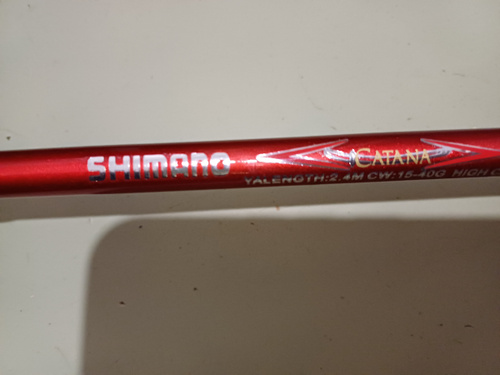 SHIMANO
CATANA
YALENGTH:2.4M CW:15-40G HIGH